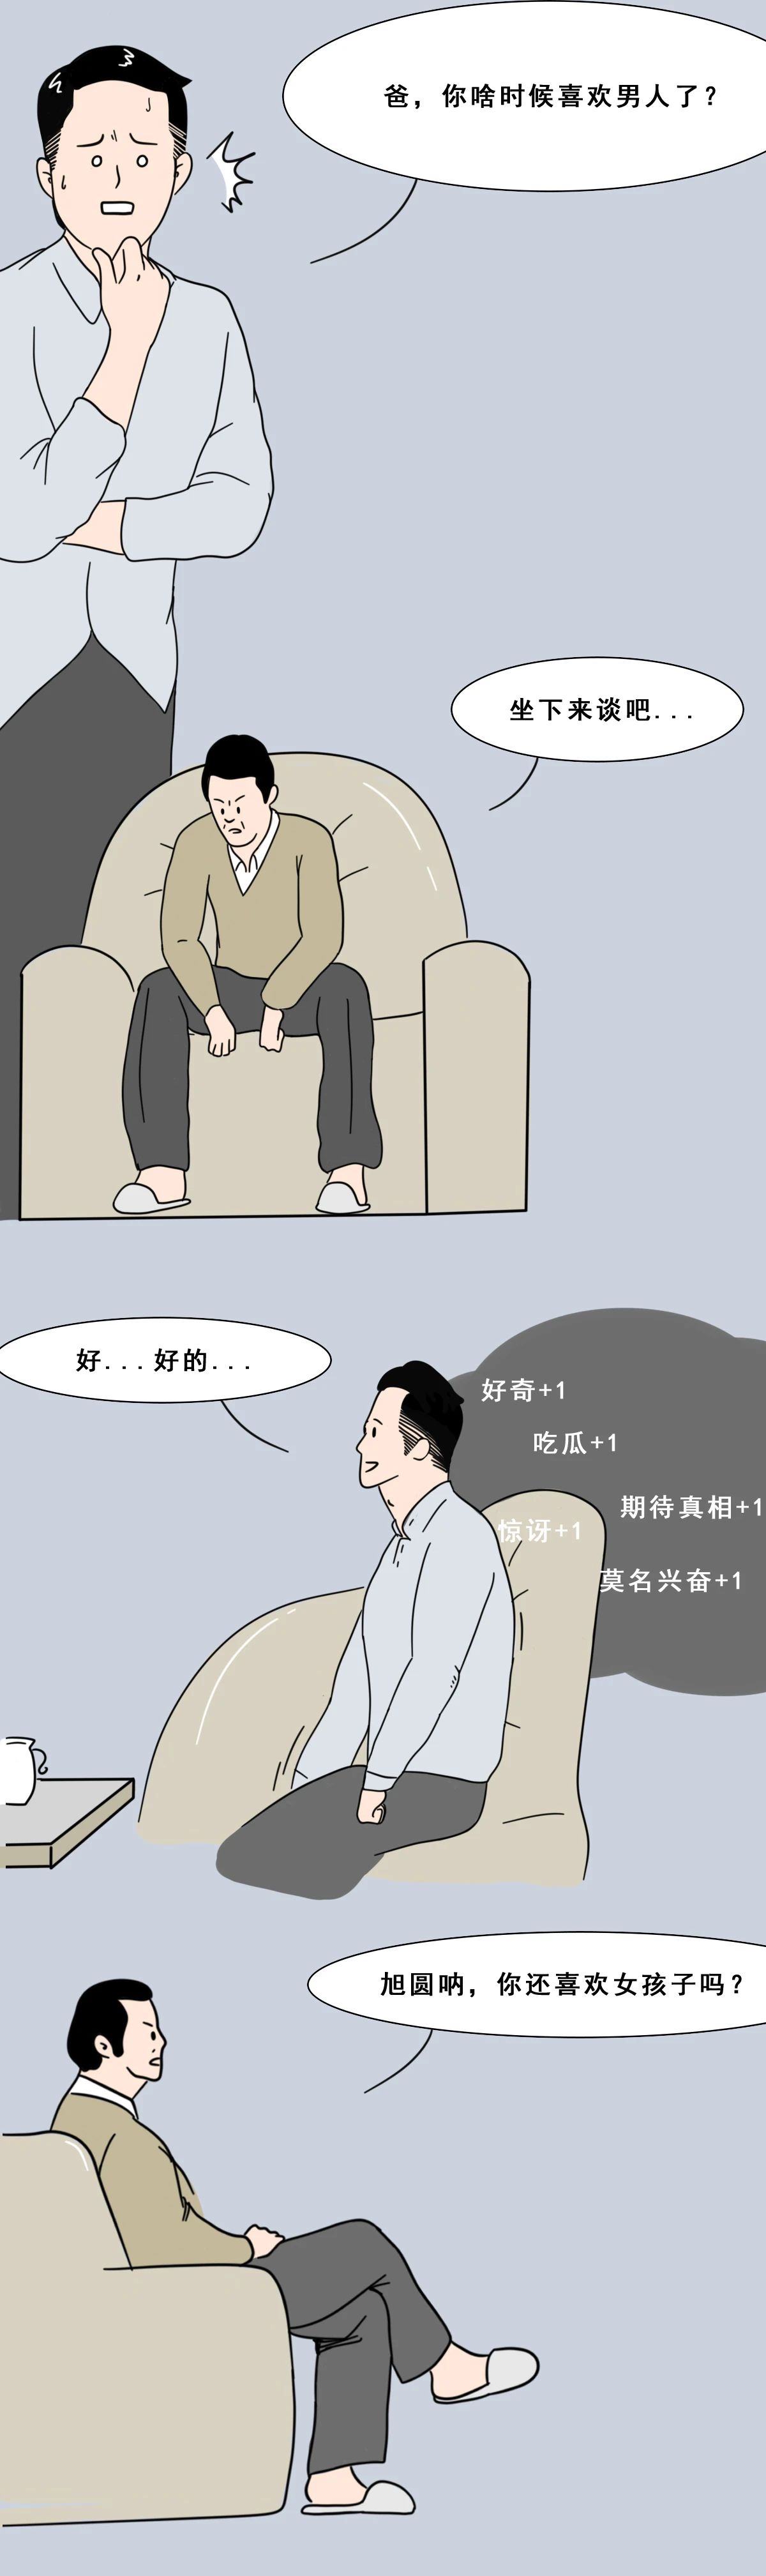 爸，你啥时候喜欢男人了？
坐下来谈吧...
好...好的...
好奇+1
吃瓜+1
期待真相+1
惊讶+1
莫名兴奋+1
旭圆呐，你还喜欢女孩子吗？